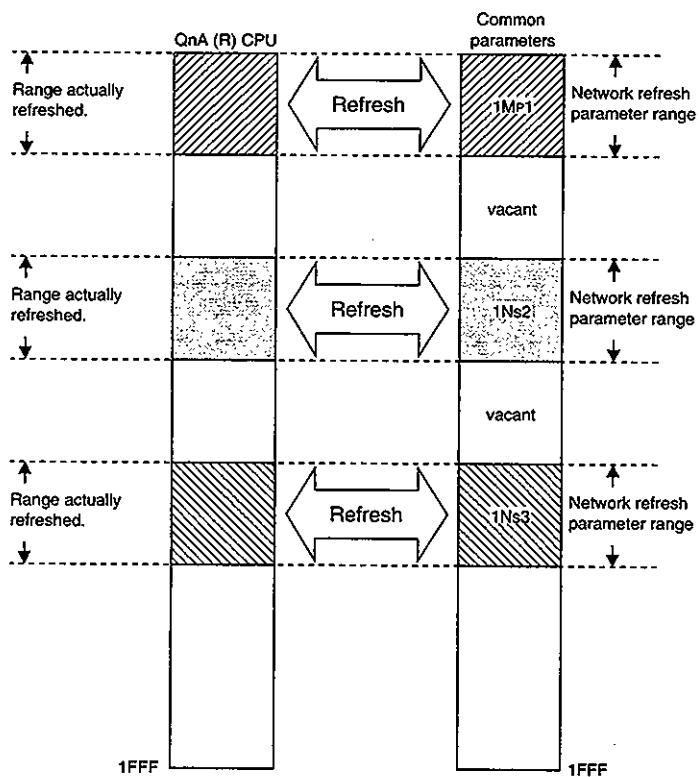 QnA (R) CPU
Common
parameters
Range actually
refreshed.
Refresh
1MP1
Network refresh
parameter range
vacant
Range actually
refreshed.
Refresh
1Ns2
Network refresh
parameter range
vacant
Range actually
refreshed.
Refresh
1Ns3
Network refresh
parameter range
1FFF
1FFF